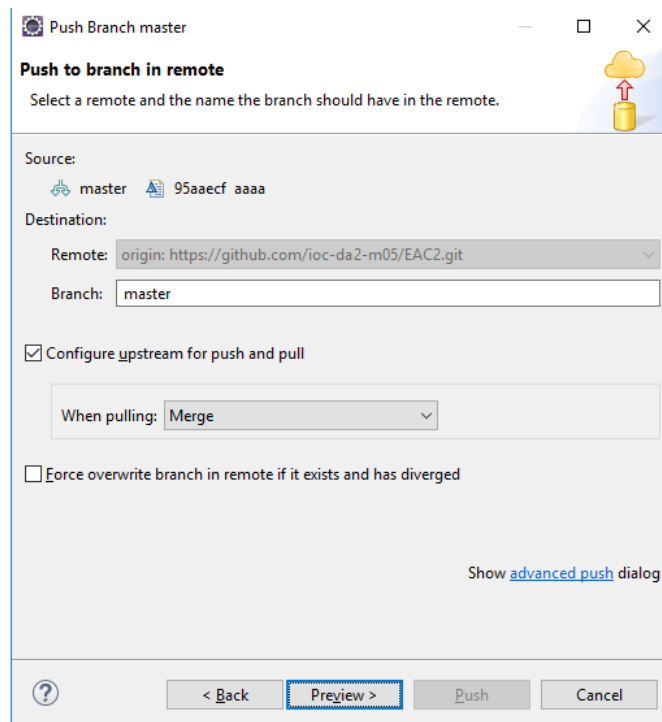 Push Branch master
Push to branch in remote
Select a remote and the name the branch should have in the remote.
Source:
master 95aaecf aaaa
Destination:
Remote: origin: https://github.com/ioc-da2-m05/EAC2.git
Branch: master
Configure upstream for push and pull
When pulling: Merge
Force overwrite branch in remote if it exists and has diverged
Show advanced push dialog
? < Back Preview > Push Cancel